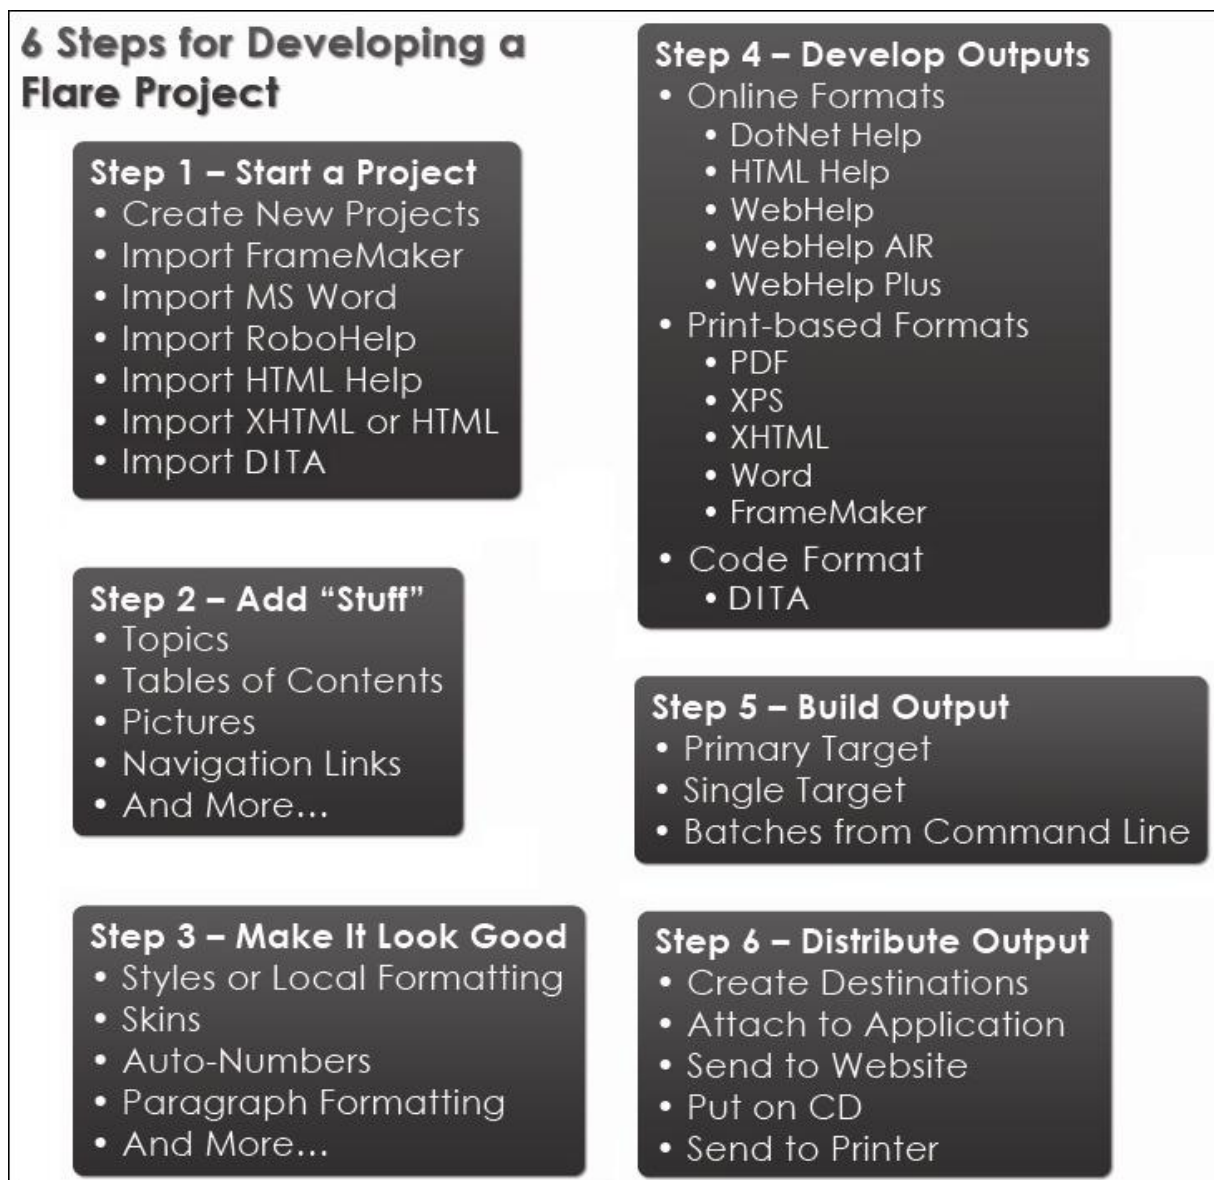 6 Steps for Developing a
Flare Project
Step 1 – Start a Project
• Create New Projects
• Import FrameMaker
• Import MS Word
• Import RoboHelp
• Import HTML Help
• Import XHTML or HTML
• Import DITA
Step 2 – Add “Stuff”
• Topics
• Tables of Contents
• Pictures
• Navigation Links
• And More...
Step 3 – Make It Look Good
• Styles or Local Formatting
• Skins
• Auto-Numbers
• Paragraph Formatting
• And More...
Step 4 – Develop Outputs
• Online Formats
• DotNet Help
• HTML Help
• WebHelp
• WebHelp AIR
• WebHelp Plus
• Print-based Formats
• PDF
• XPS
• XHTML
• Word
• FrameMaker
• Code Format
• DITA
Step 5 – Build Output
• Primary Target
• Single Target
• Batches from Command Line
Step 6 – Distribute Output
• Create Destinations
• Attach to Application
• Send to Website
• Put on CD
• Send to Printer